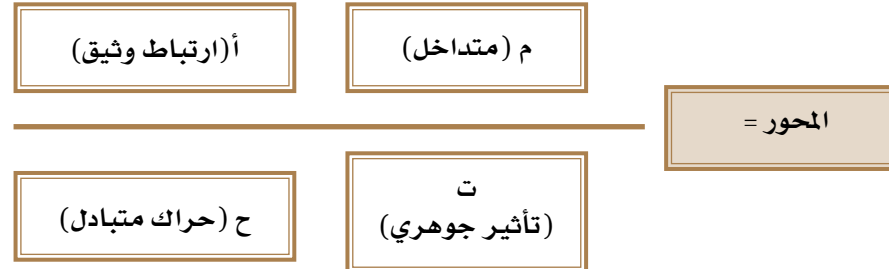 المحور =
م (متداخل)
أ(ارتباط وثيق)
ت
(تأثير جوهري)
ح (حراك متبادل)